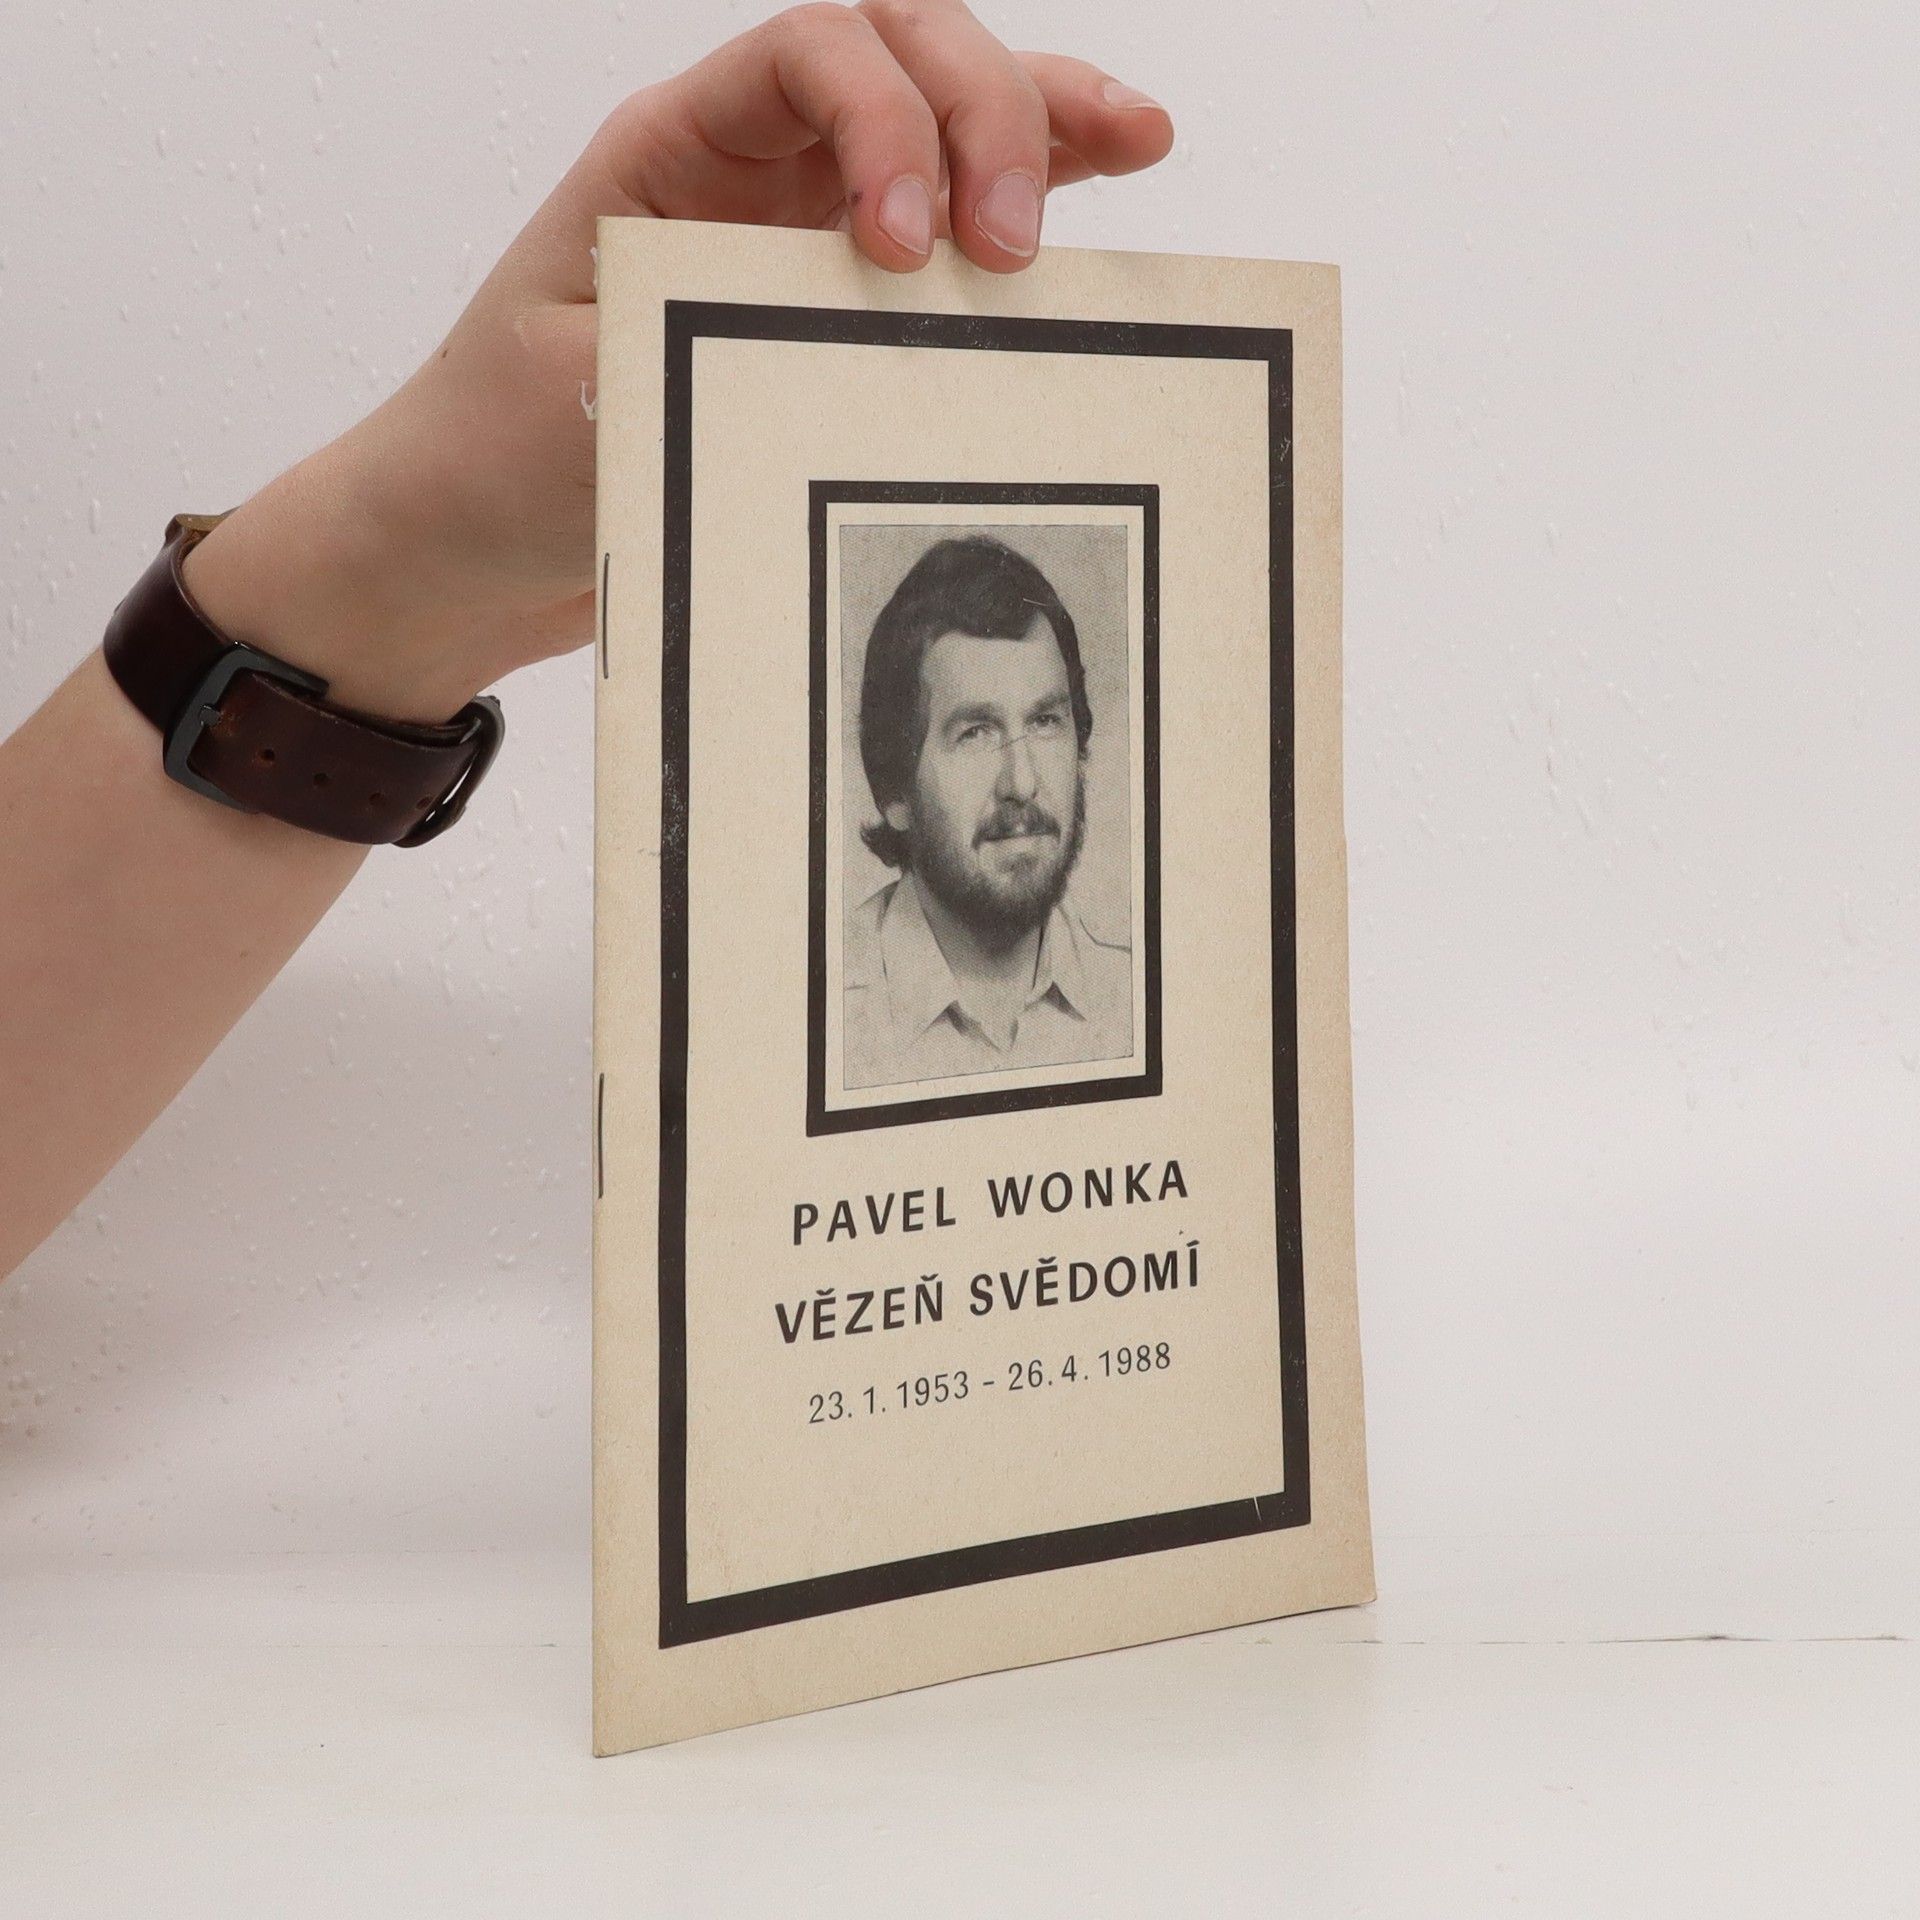 PAVEL WONKA
VĚZEŇ SVĚDOMÍ
23. 1. 1953 - 26. 4. 1988